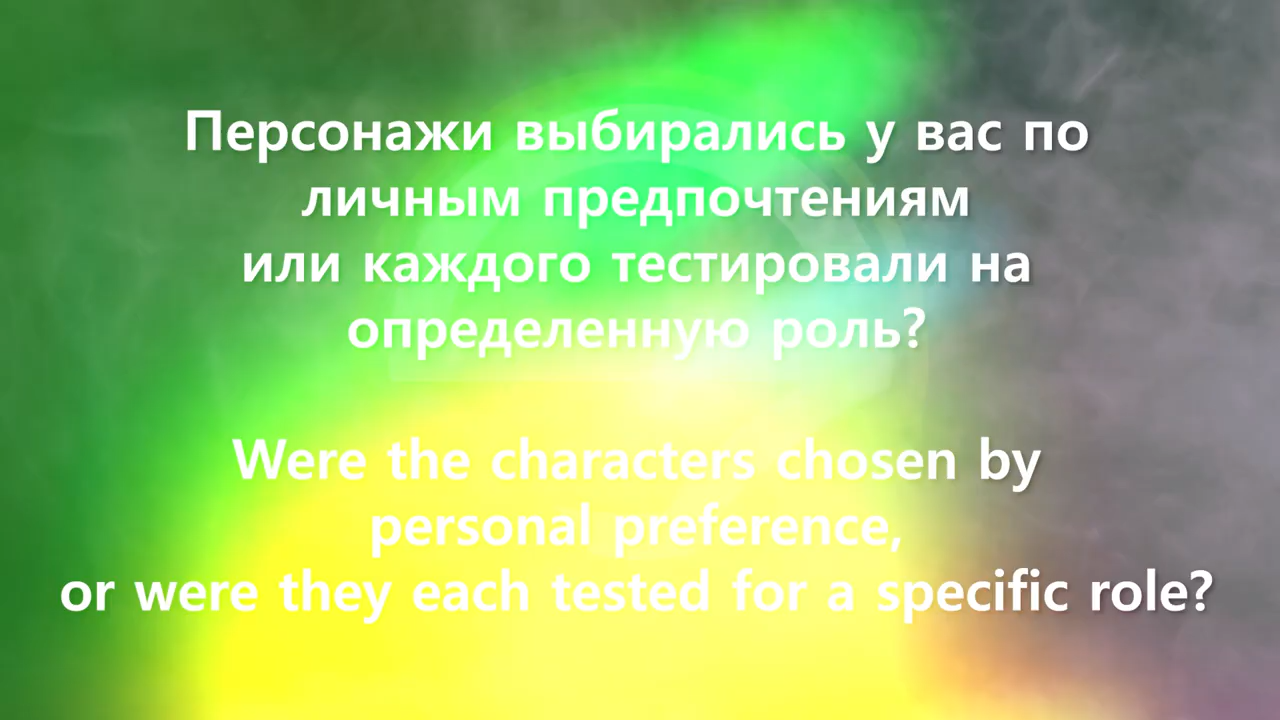 Персонажи выбирались у вас по
личным предпочтениям
или каждого тестировали на
определенную роль?
Were the characters chosen by
personal preference,
or were they each tested for a specific role?